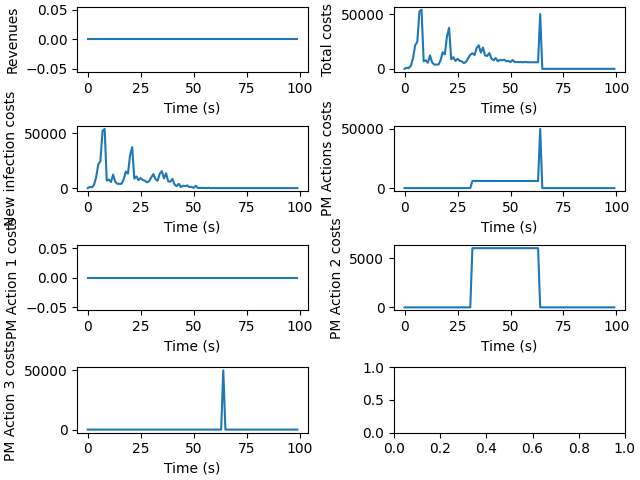 Revenues
0.05
0.00
−0.05
0 25 50 75 100
Time (s)
Total costs
50000
0
0 25 50 75 100
Time (s)
New infection costs
50000
0
0 25 50 75 100
Time (s)
PM Actions costs
50000
0
0 25 50 75 100
Time (s)
PM Action 1 costs
0.05
0.00
−0.05
0 25 50 75 100
Time (s)
PM Action 2 costs
5000
0
0 25 50 75 100
Time (s)
PM Action 3 costs
50000
0
0 25 50 75 100
Time (s)
1.0
0.5
0.0
0.0 0.2 0.4 0.6 0.8 1.0